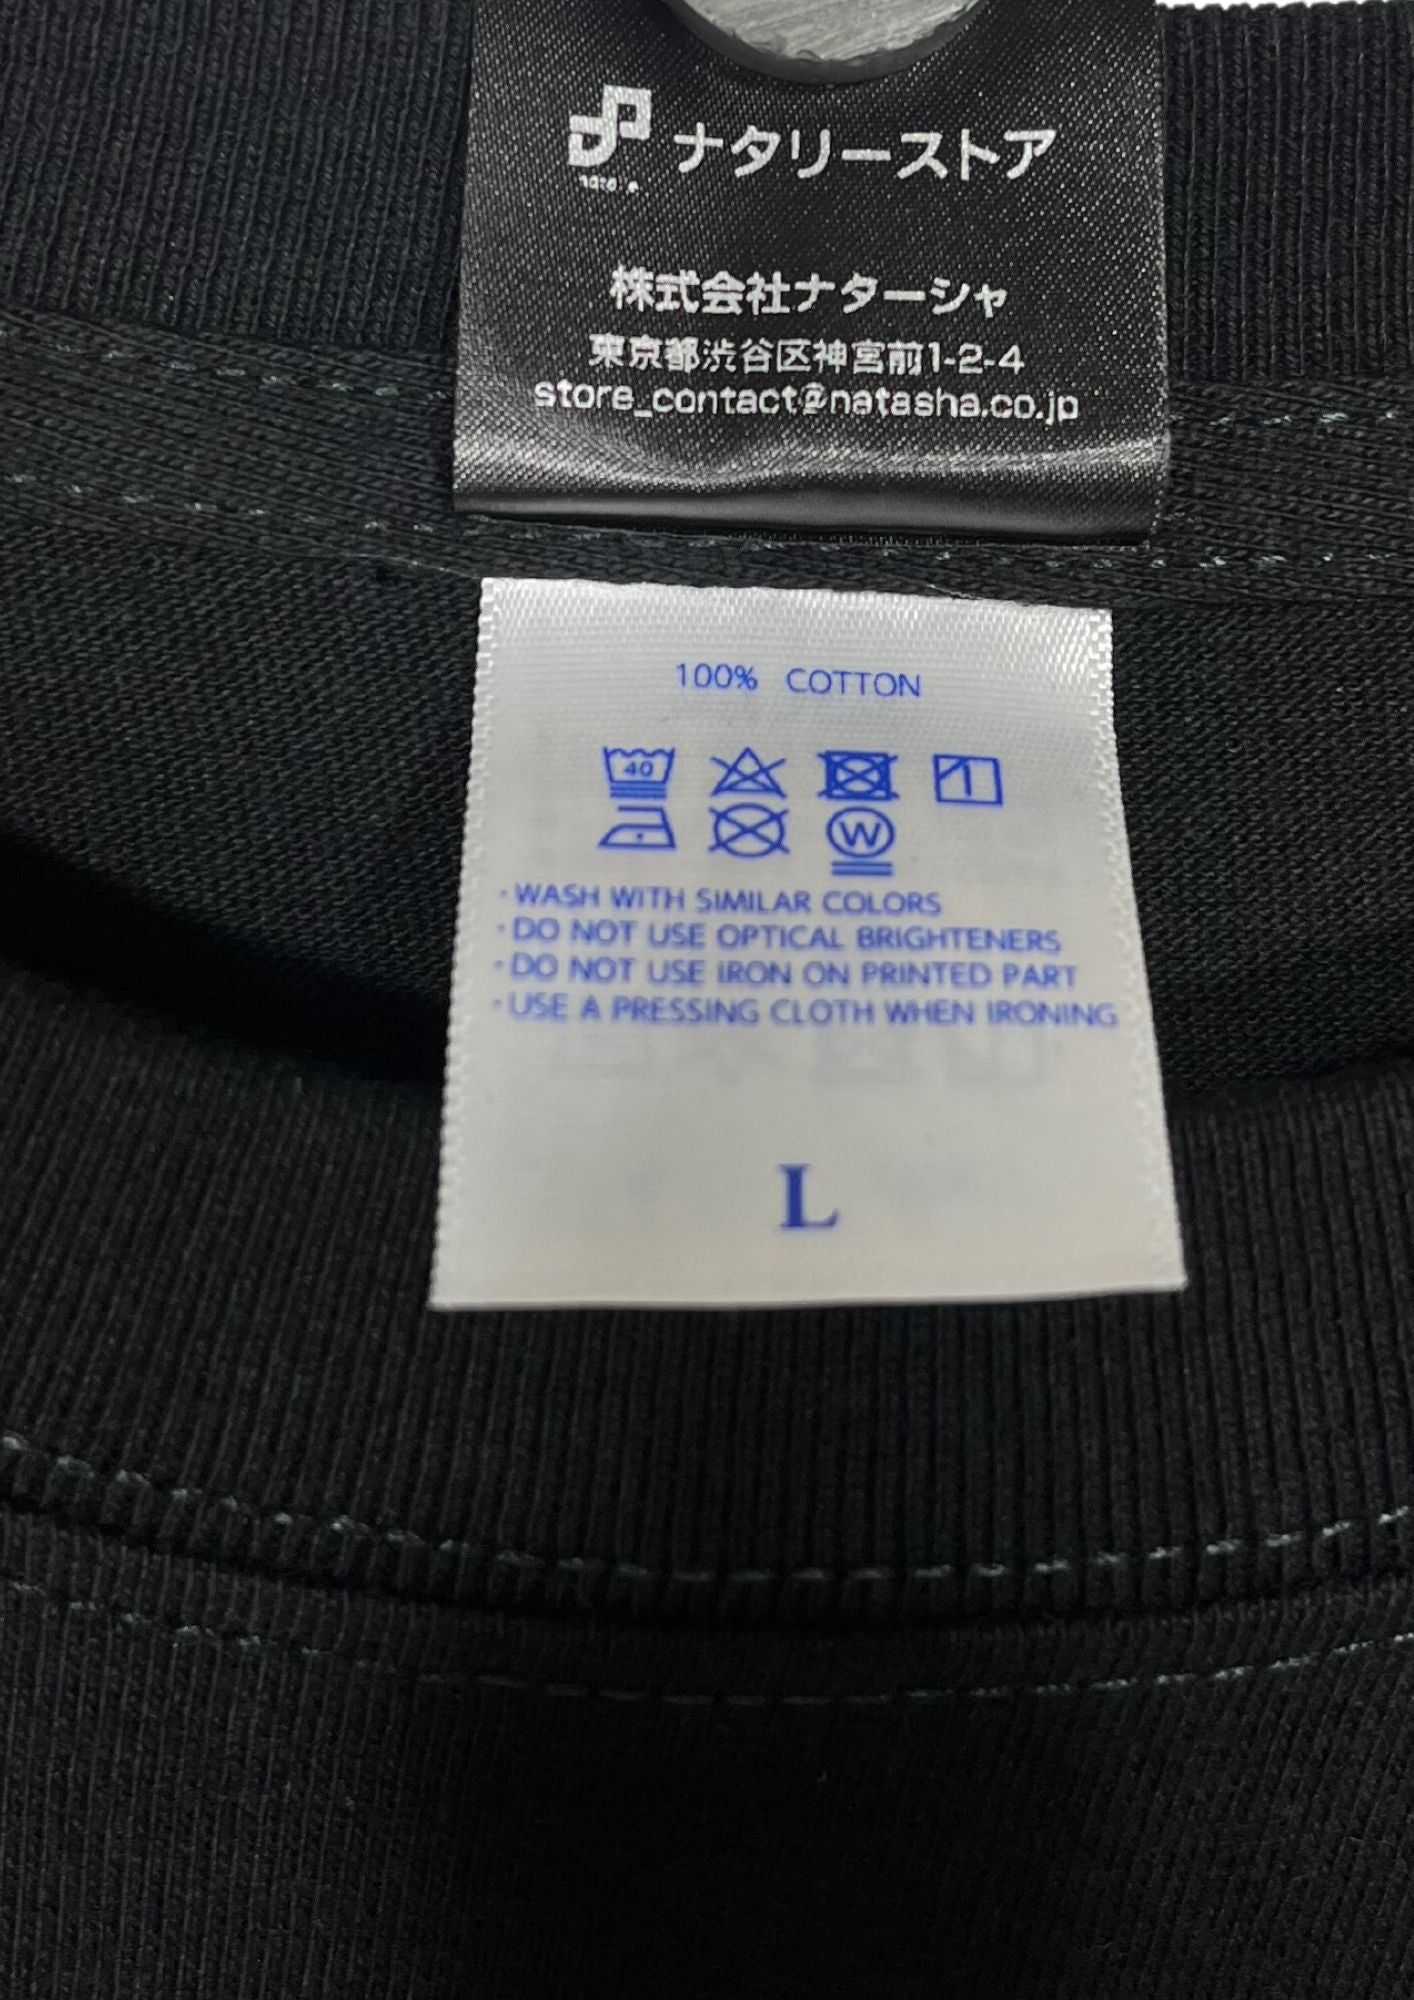 ナタリーストア
株式会社ナターシャ
東京都渋谷区神宮前1-2-4
store_contact@natasha.co.jp
100% COTTON
40
1
W
・WASH WITH SIMILAR COLORS
・DO NOT USE OPTICAL BRIGHTENERS
・DO NOT USE IRON ON PRINTED PART
・USE A PRESSING CLOTH WHEN IRONING
L